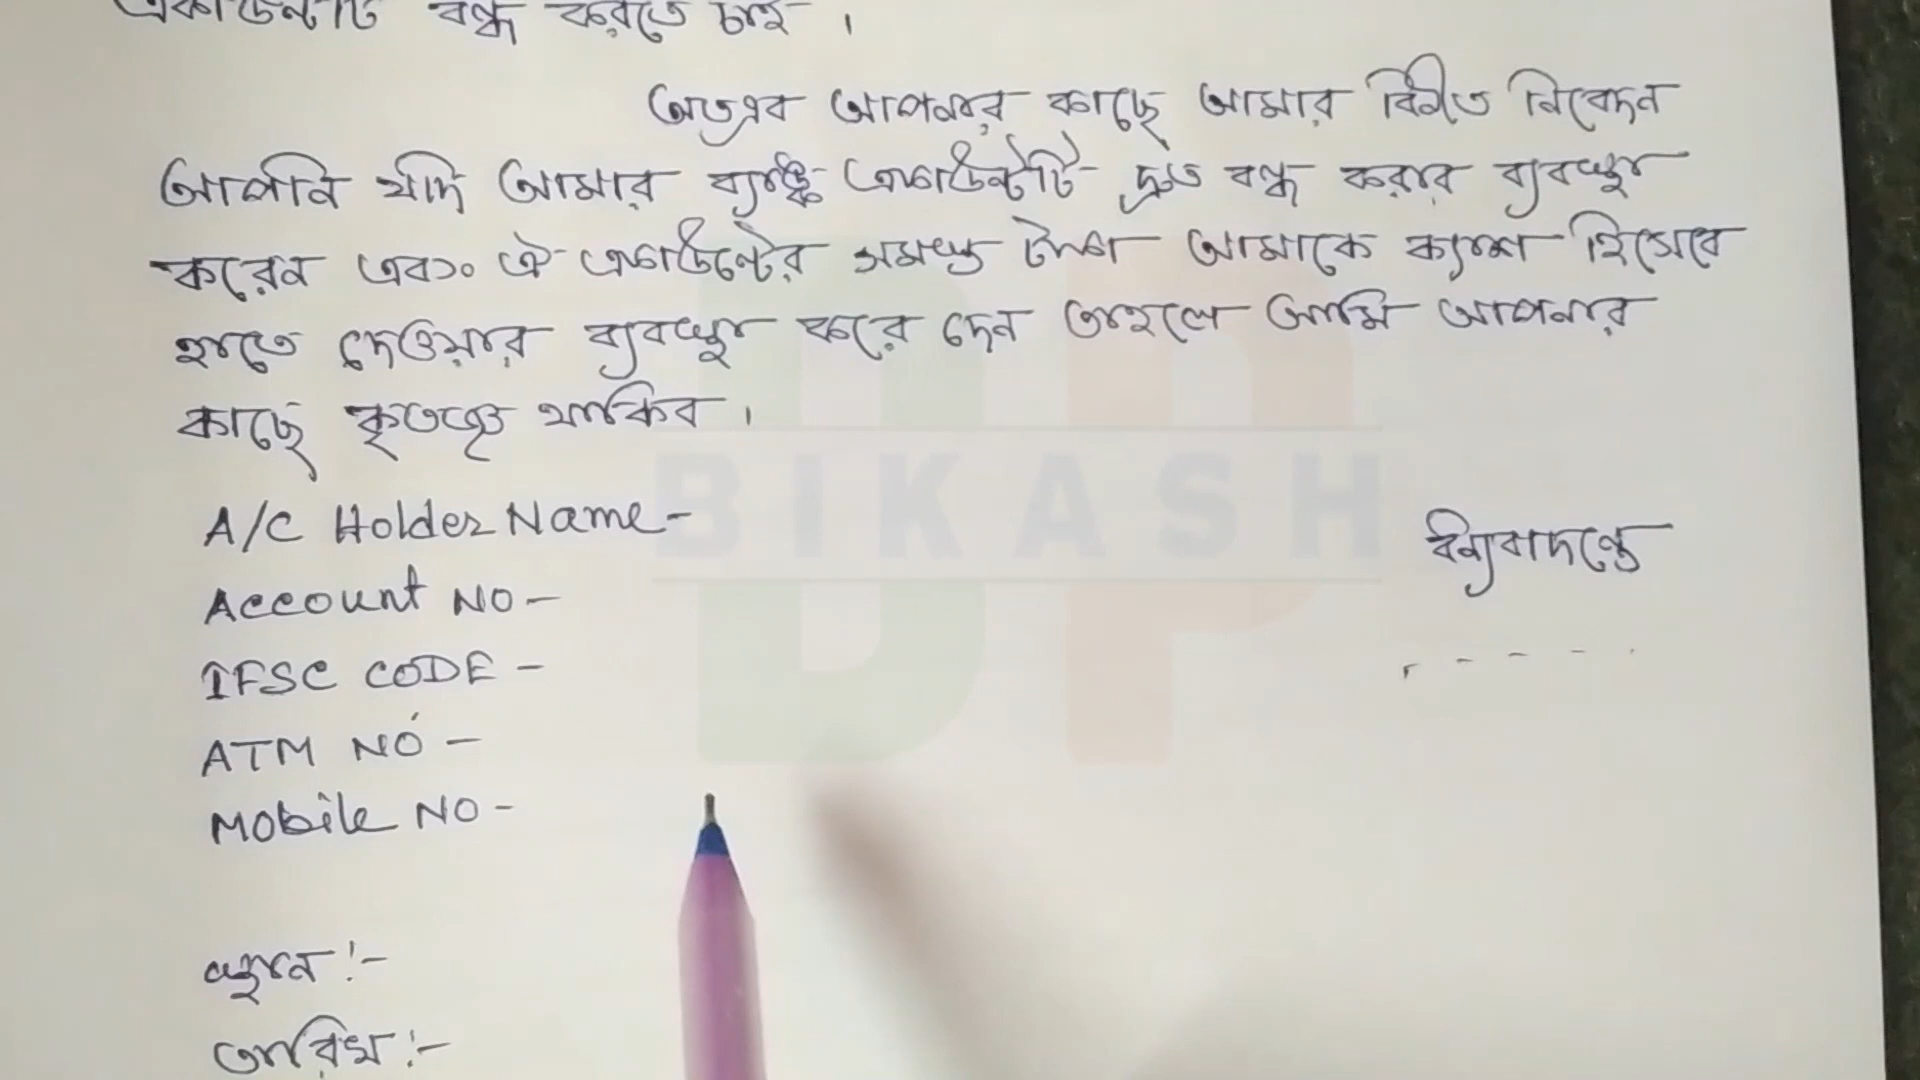 একাউন্টটি বন্ধ করতে চাই ।
অতএব আপনার কাছে আমার বিনীত নিবেদন
আপনি যদি আমার ব্যাঙ্ক একাউন্টটি দ্রুত বন্ধ করার ব্যবস্থা
করেন এবং ঐ একাউন্টের সমস্ত টাকা আমাকে ক্যাশ হিসেবে
হাতে দেওয়ার ব্যবস্থা করে দেন তাহলে আমি আপনার
কাছে কৃতজ্ঞ থাকিব ।
A/C Holder Name-
ধন্যবাদান্তে
Account NO-
IFSC CODE-
ATM NO-
Mobile NO-
স্থান :-
তারিখ :-
BIKASH